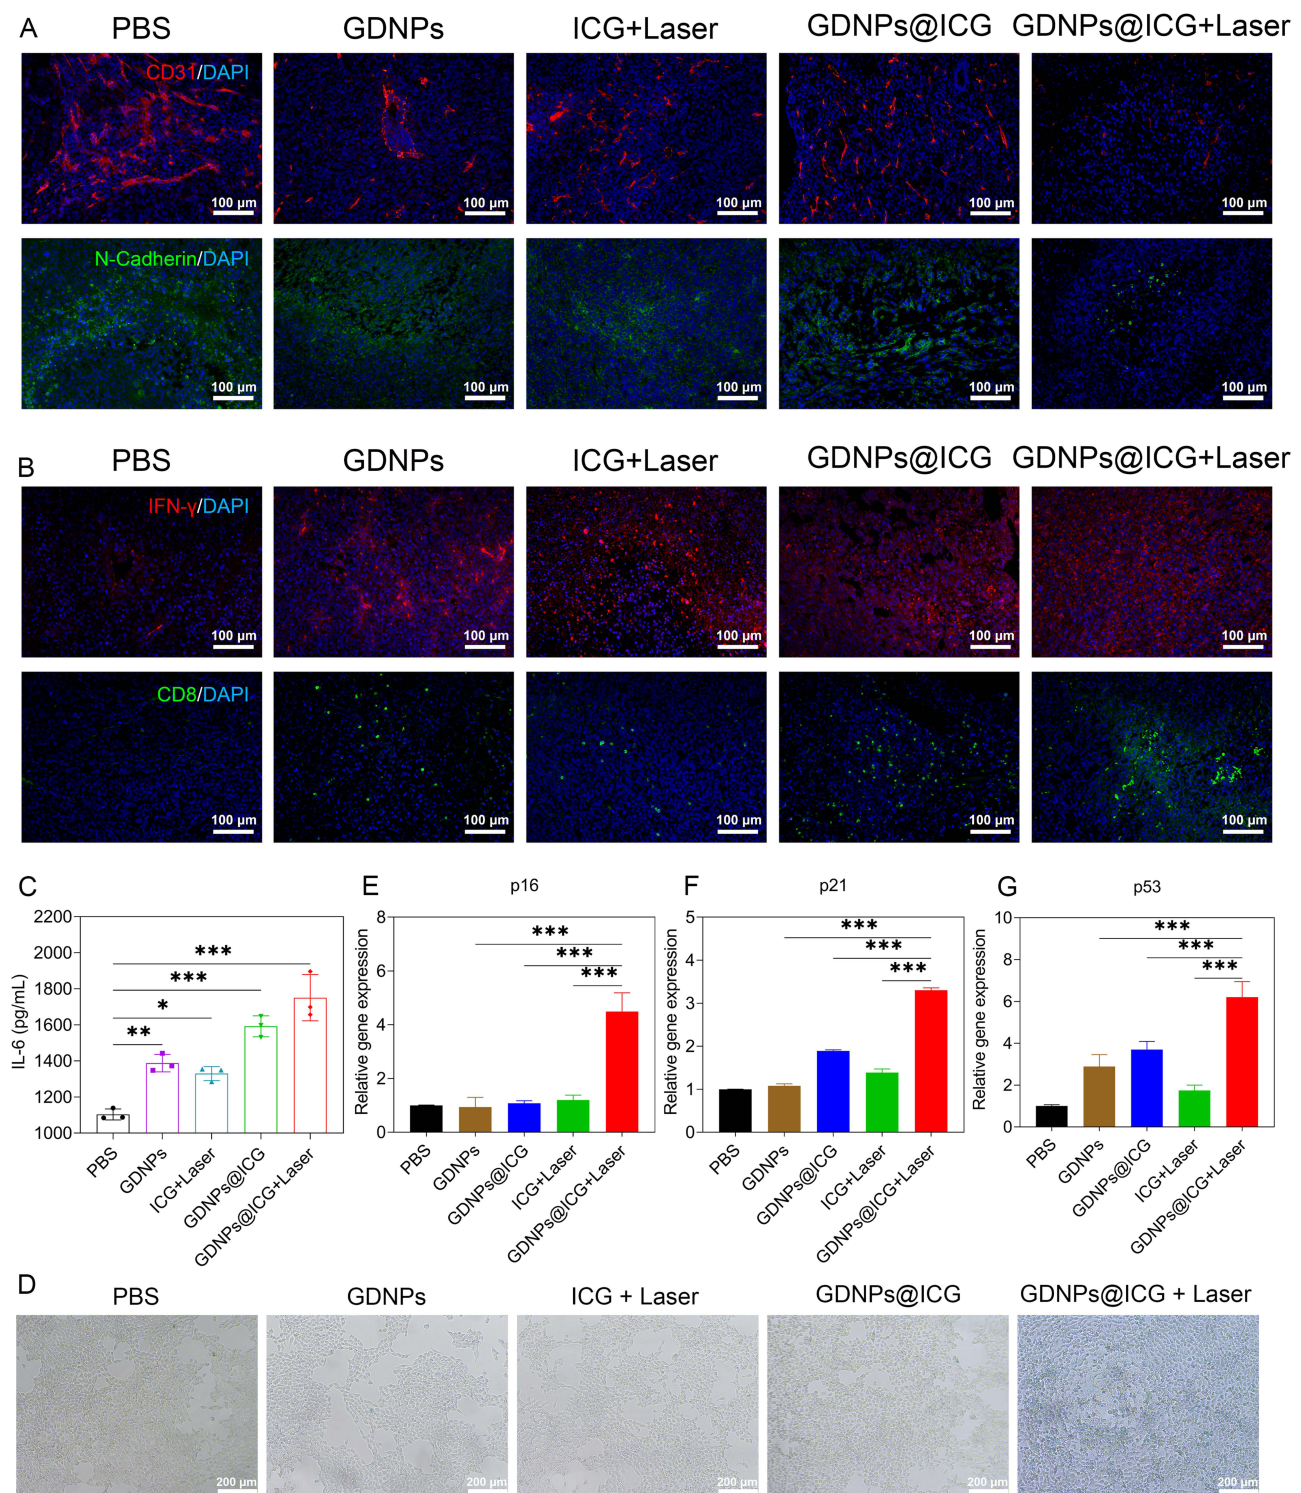 A
PBS GDNPs ICG+Laser GDNPs@ICG GDNPs@ICG+Laser
CD31/DAPI
100 μm 100 μm 100 μm 100 μm 100 μm
N-Cadherin/DAPI
100 μm 100 μm 100 μm 100 μm 100 μm
B
PBS GDNPs ICG+Laser GDNPs@ICG GDNPs@ICG+Laser
IFN-γ/DAPI
100 μm 100 μm 100 μm 100 μm 100 μm
CD8/DAPI
100 μm 100 μm 100 μm 100 μm 100 μm
C
IL-6 (pg/mL)
2200
2000
1800
1600
1400
1200
1000
***
***
*
**
PBS
GDNPs
ICG+Laser
GDNPs@ICG
GDNPs@ICG+Laser
E
p16
Relative gene expression
8
6
4
2
0
***
***
***
PBS
GDNPs
GDNPs@ICG
ICG+Laser
GDNPs@ICG+Laser
F
p21
Relative gene expression
5
4
3
2
1
0
***
***
***
PBS
GDNPs
GDNPs@ICG
ICG+Laser
GDNPs@ICG+Laser
G
p53
Relative gene expression
10
8
6
4
2
0
***
***
***
PBS
GDNPs
GDNPs@ICG
ICG+Laser
GDNPs@ICG+Laser
D
PBS GDNPs ICG + Laser GDNPs@ICG GDNPs@ICG + Laser
200 μm 200 μm 200 μm 200 μm 200 μm